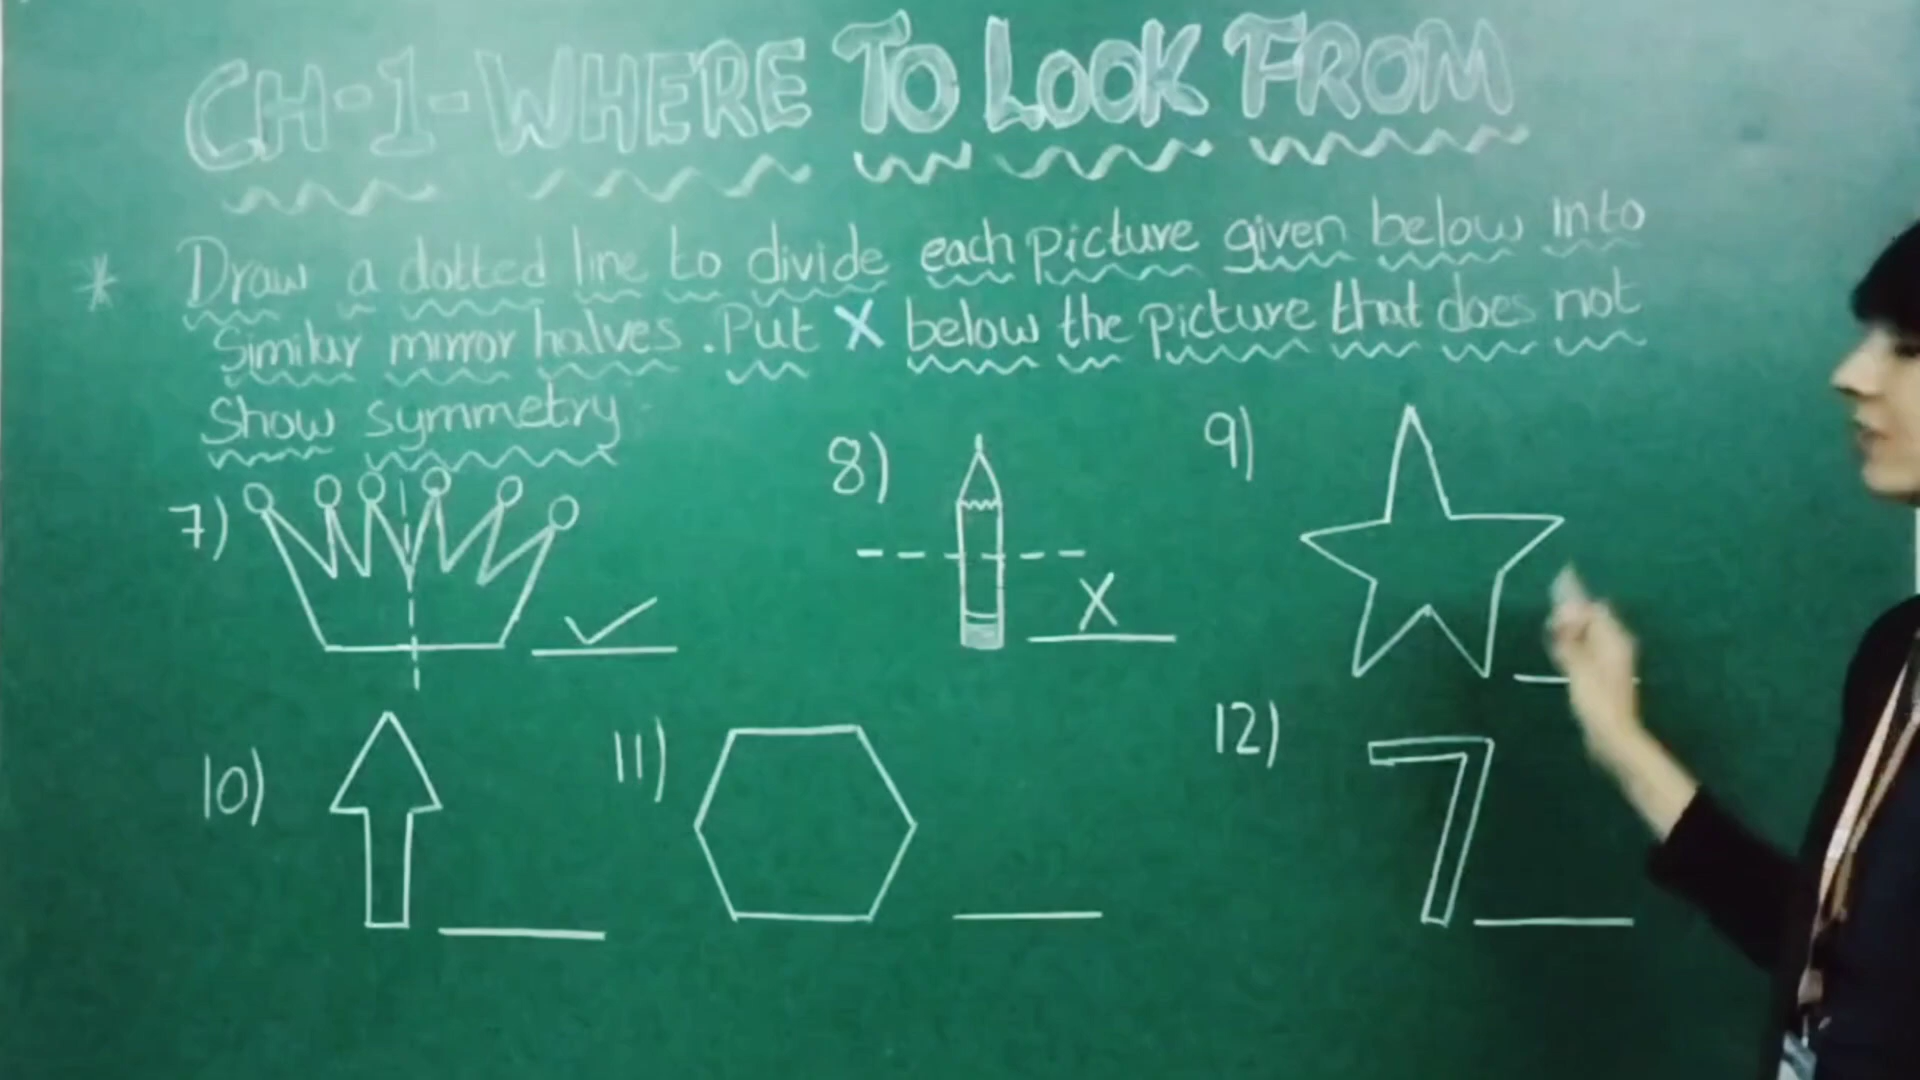 CH-1-WHERE TO LOOK FROM
* Draw a dotted line to divide each picture given below into
Similar mirror halves. Put X below the picture that does not
Show symmetry.
7) ✓
8) X
9)
10)
11)
12) 7